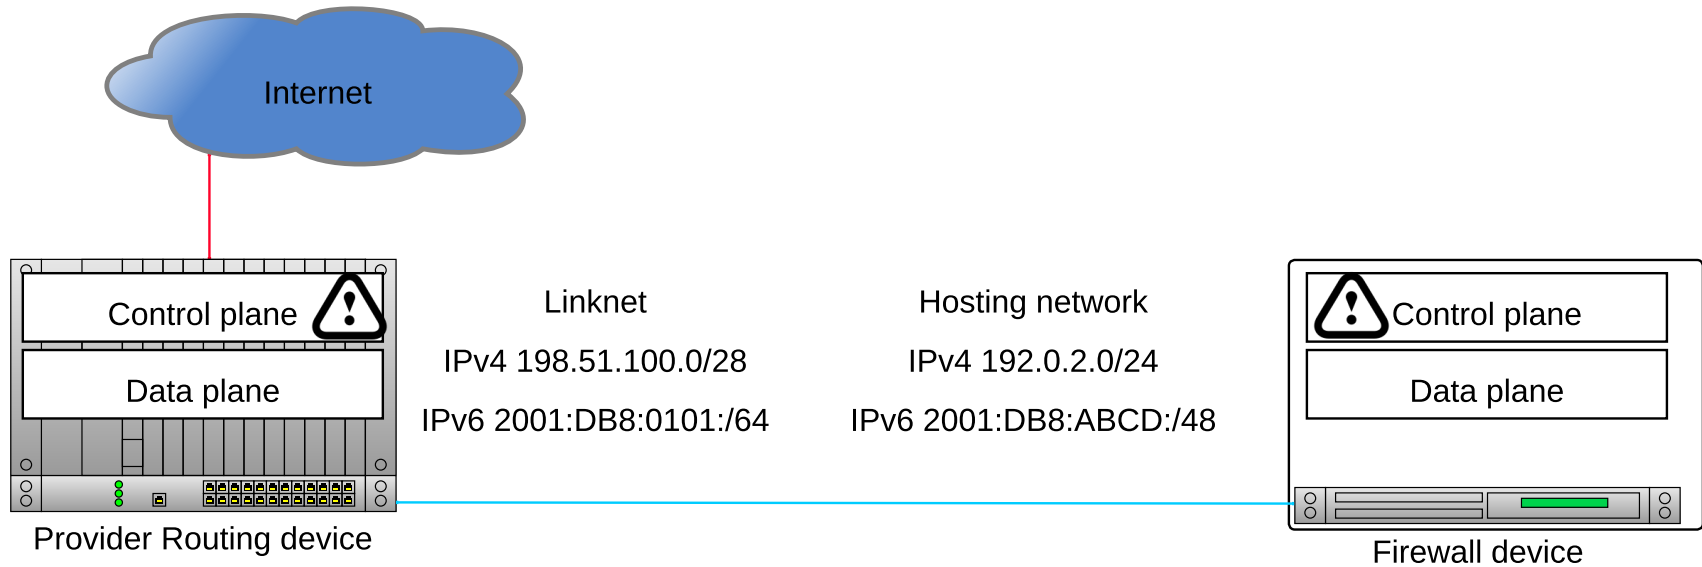 Internet
Control plane
Data plane
Provider Routing device
Linknet
IPv4 198.51.100.0/28
IPv6 2001:DB8:0101:/64
Hosting network
IPv4 192.0.2.0/24
IPv6 2001:DB8:ABCD:/48
Control plane
Data plane
Firewall device